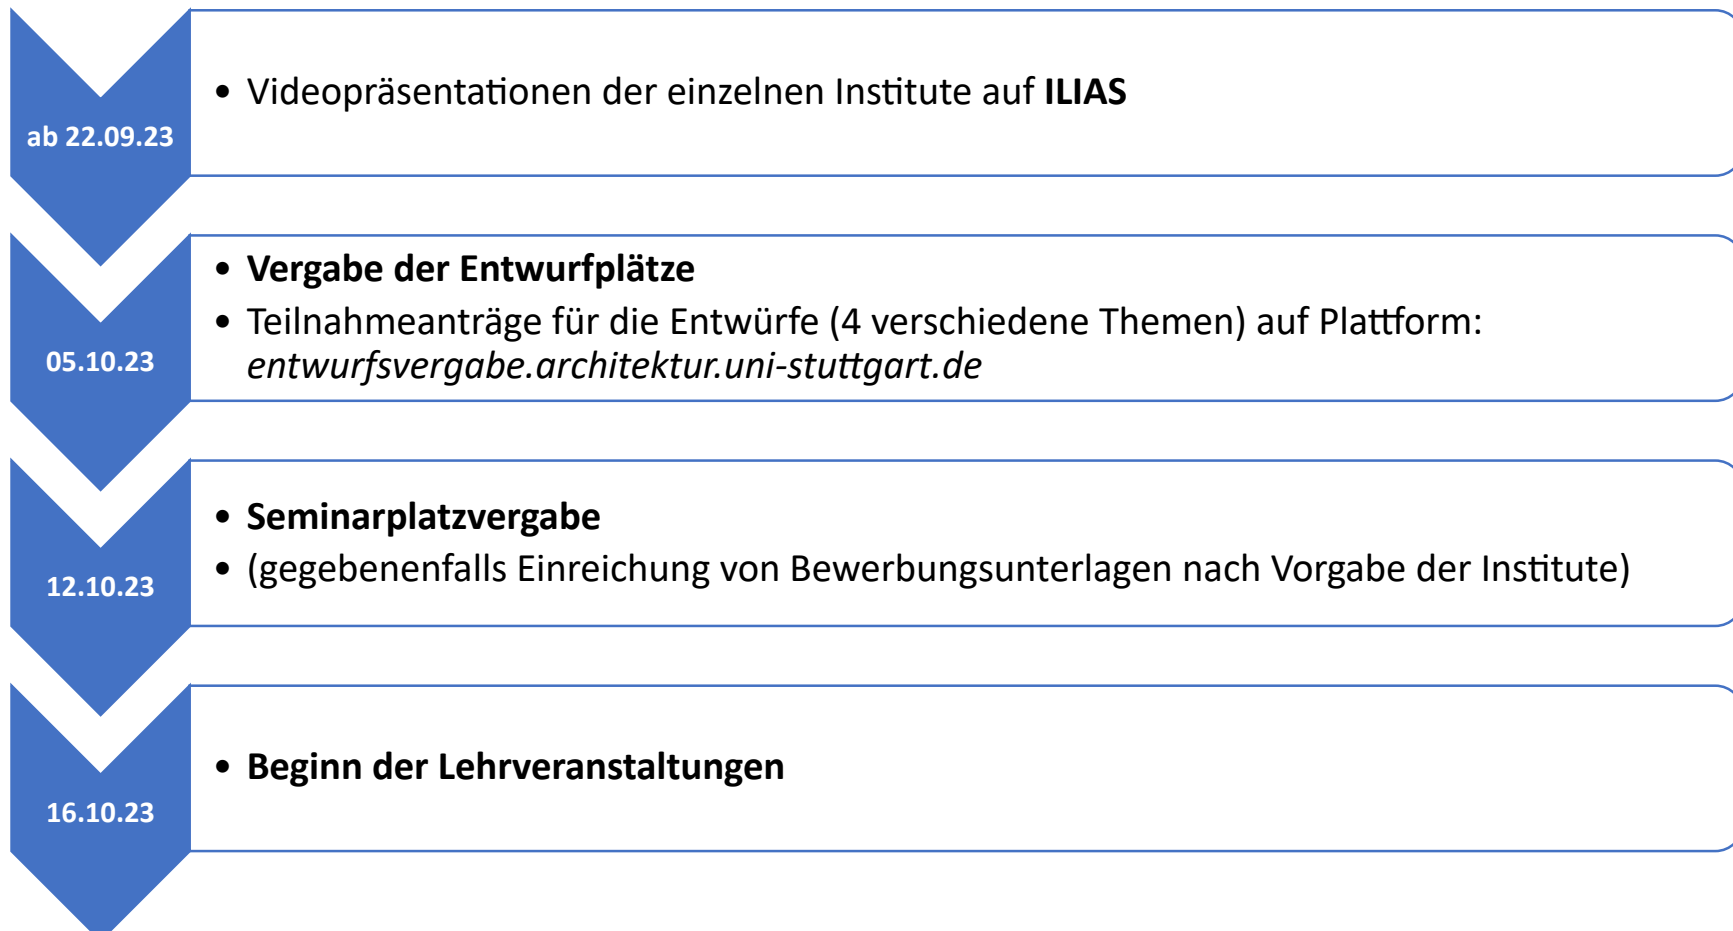 ab 22.09.23
• Videopräsentationen der einzelnen Institute auf ILIAS
05.10.23
• Vergabe der Entwurfplätze
• Teilnahmeanträge für die Entwürfe (4 verschiedene Themen) auf Plattform:
entwurfsvergabe.architektur.uni-stuttgart.de
12.10.23
• Seminarplatzvergabe
• (gegebenenfalls Einreichung von Bewerbungsunterlagen nach Vorgabe der Institute)
16.10.23
• Beginn der Lehrveranstaltungen